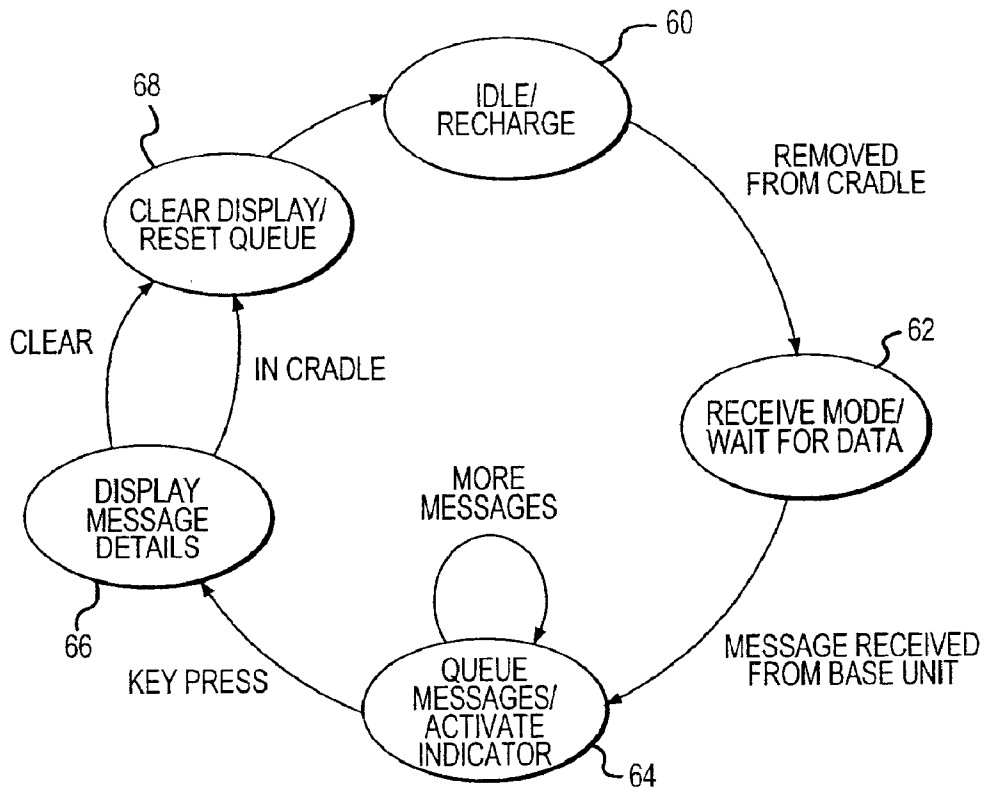 60
IDLE/
RECHARGE
68
CLEAR DISPLAY/
RESET QUEUE
REMOVED
FROM CRADLE
CLEAR
IN CRADLE
62
RECEIVE MODE/
WAIT FOR DATA
DISPLAY
MESSAGE
DETAILS
66
MORE
MESSAGES
KEY PRESS
QUEUE
MESSAGES/
ACTIVATE
INDICATOR
64
MESSAGE RECEIVED
FROM BASE UNIT